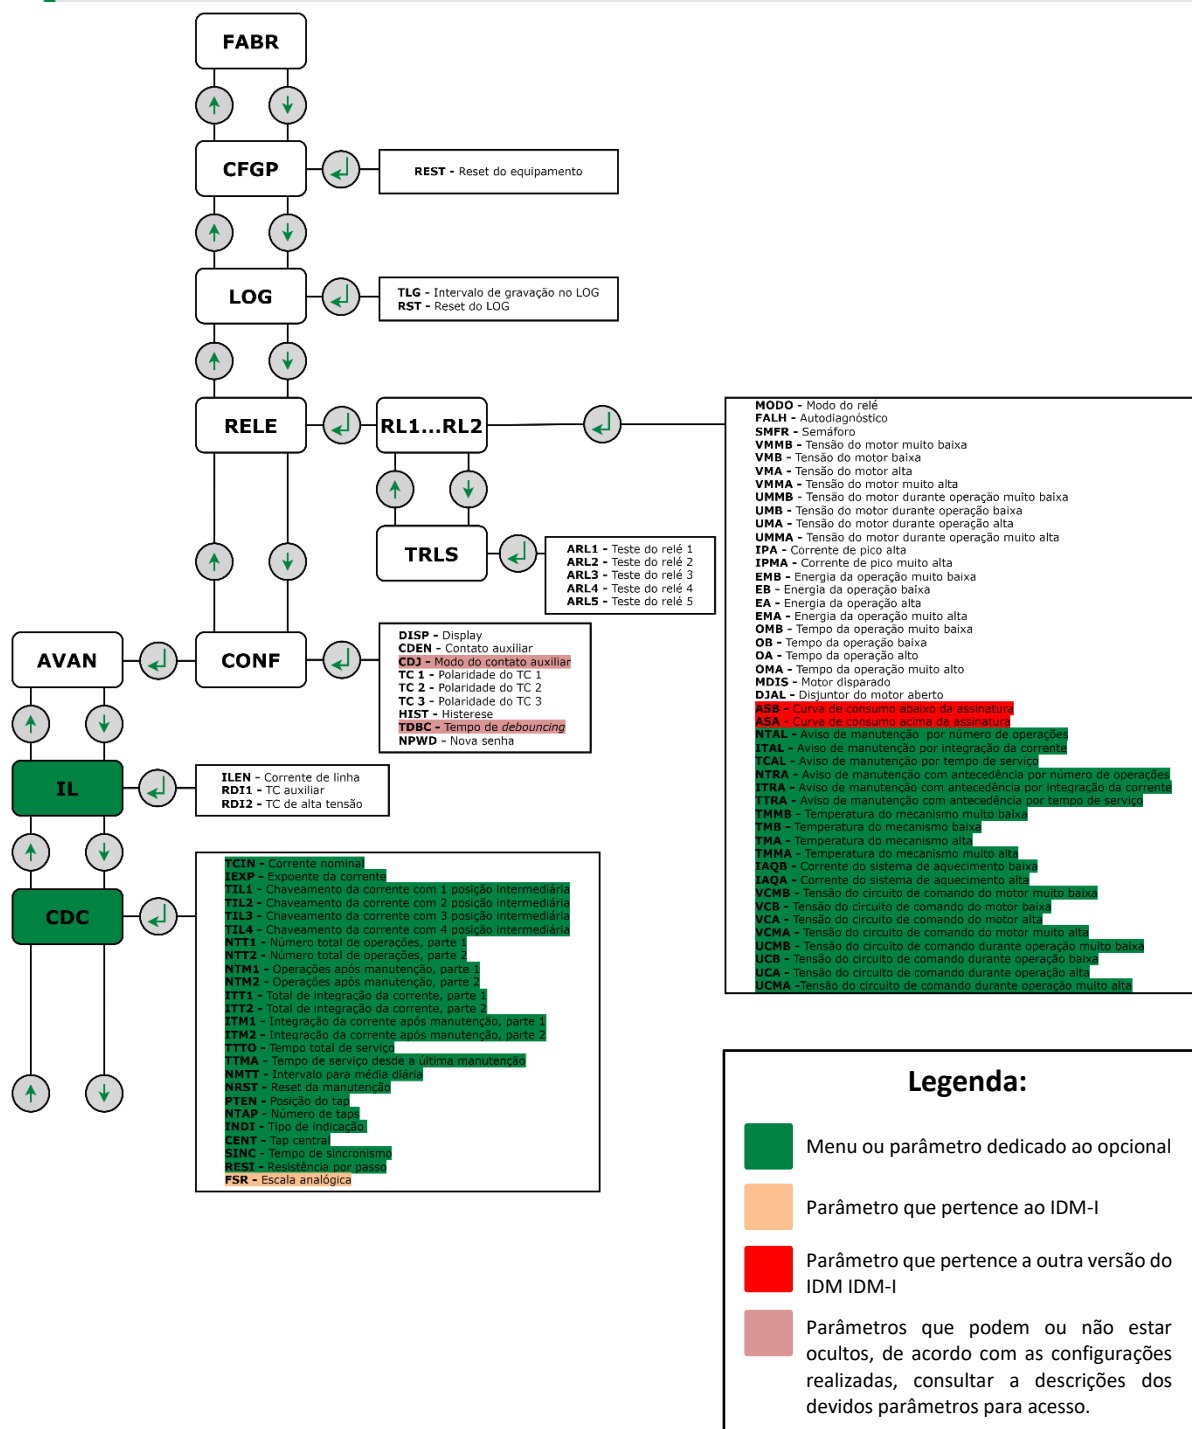 FABR
CFGP
REST - Reset do equipamento
LOG
TLG - Intervalo de gravação no LOG
RST - Reset do LOG
RELE
RL1...RL2
MODO - Modo do relé
FALH - Autodiagnóstico
SMFR - Semáforo
VMMB - Tensão do motor muito baixa
VMB - Tensão do motor baixa
VMA - Tensão do motor alta
VMMA - Tensão do motor muito alta
UMMB - Tensão do motor durante operação muito baixa
UMB - Tensão do motor durante operação baixa
UMA - Tensão do motor durante operação alta
UMMA - Tensão do motor durante operação muito alta
IPA - Corrente de pico alta
IPMA - Corrente de pico muito alta
EMB - Energia da operação muito baixa
EB - Energia da operação baixa
EA - Energia da operação alta
EMA - Energia da operação muito alta
OMB - Tempo da operação muito baixa
OB - Tempo da operação baixa
OA - Tempo da operação alto
OMA - Tempo da operação muito alto
MDIS - Motor disparado
DJAL - Disjuntor do motor aberto
ASB - Curva de consumo abaixo da assinatura
ASA - Curva de consumo acima da assinatura
NTAL - Aviso de manutenção por número de operações
ITAL - Aviso de manutenção por integração da corrente
TCAL - Aviso de manutenção por tempo de serviço
NTRA - Aviso de manutenção com antecedência por número de operações
ITRA - Aviso de manutenção com antecedência por integração da corrente
TTRA - Aviso de manutenção com antecedência por tempo de serviço
TMMB - Temperatura do mecanismo muito baixa
TMB - Temperatura do mecanismo baixa
TMA - Temperatura do mecanismo alta
TMMA - Temperatura do mecanismo muito alta
IAQB - Corrente do sistema de aquecimento baixa
IAQA - Corrente do sistema de aquecimento alta
VCMB - Tensão do circuito de comando do motor muito baixa
VCB - Tensão do circuito de comando do motor baixa
VCA - Tensão do circuito de comando do motor alta
VCMA - Tensão do circuito de comando do motor muito alta
UCMB - Tensão do circuito de comando durante operação muito baixa
UCB - Tensão do circuito de comando durante operação baixa
UCA - Tensão do circuito de comando durante operação alta
UCMA -Tensão do circuito de comando durante operação muito alta
TRLS
ARL1 - Teste do relé 1
ARL2 - Teste do relé 2
ARL3 - Teste do relé 3
ARL4 - Teste do relé 4
ARL5 - Teste do relé 5
AVAN
CONF
DISP - Display
CDEN - Contato auxiliar
CDJ - Modo do contato auxiliar
TC 1 - Polaridade do TC 1
TC 2 - Polaridade do TC 2
TC 3 - Polaridade do TC 3
HIST - Histerese
TDBC - Tempo de debouncing
NPWD - Nova senha
IL
ILEN - Corrente de linha
RDI1 - TC auxiliar
RDI2 - TC de alta tensão
CDC
TCIN - Corrente nominal
IEXP - Expoente da corrente
TIL1 - Chaveamento da corrente com 1 posição intermediária
TIL2 - Chaveamento da corrente com 2 posição intermediária
TIL3 - Chaveamento da corrente com 3 posição intermediária
TIL4 - Chaveamento da corrente com 4 posição intermediária
NTT1 - Número total de operações, parte 1
NTT2 - Número total de operações, parte 2
NTM1 - Operações após manutenção, parte 1
NTM2 - Operações após manutenção, parte 2
ITT1 - Total de integração da corrente, parte 1
ITT2 - Total de integração da corrente, parte 2
ITM1 - Integração da corrente após manutenção, parte 1
ITM2 - Integração da corrente após manutenção, parte 2
TTTO - Tempo total de serviço
TTMA - Tempo de serviço desde a última manutenção
NMTT - Intervalo para média diária
NRST - Reset da manutenção
PTEN - Posição do tap
NTAP - Número de taps
INDI - Tipo de indicação
CENT - Tap central
SINC - Tempo de sincronismo
RESI - Resistência por passo
FSR - Escala analógica
Legenda:
Menu ou parâmetro dedicado ao opcional
Parâmetro que pertence ao IDM-I
Parâmetro que pertence a outra versão do
IDM IDM-I
Parâmetros que podem ou não estar
ocultos, de acordo com as configurações
realizadas, consultar a descrições dos
devidos parâmetros para acesso.